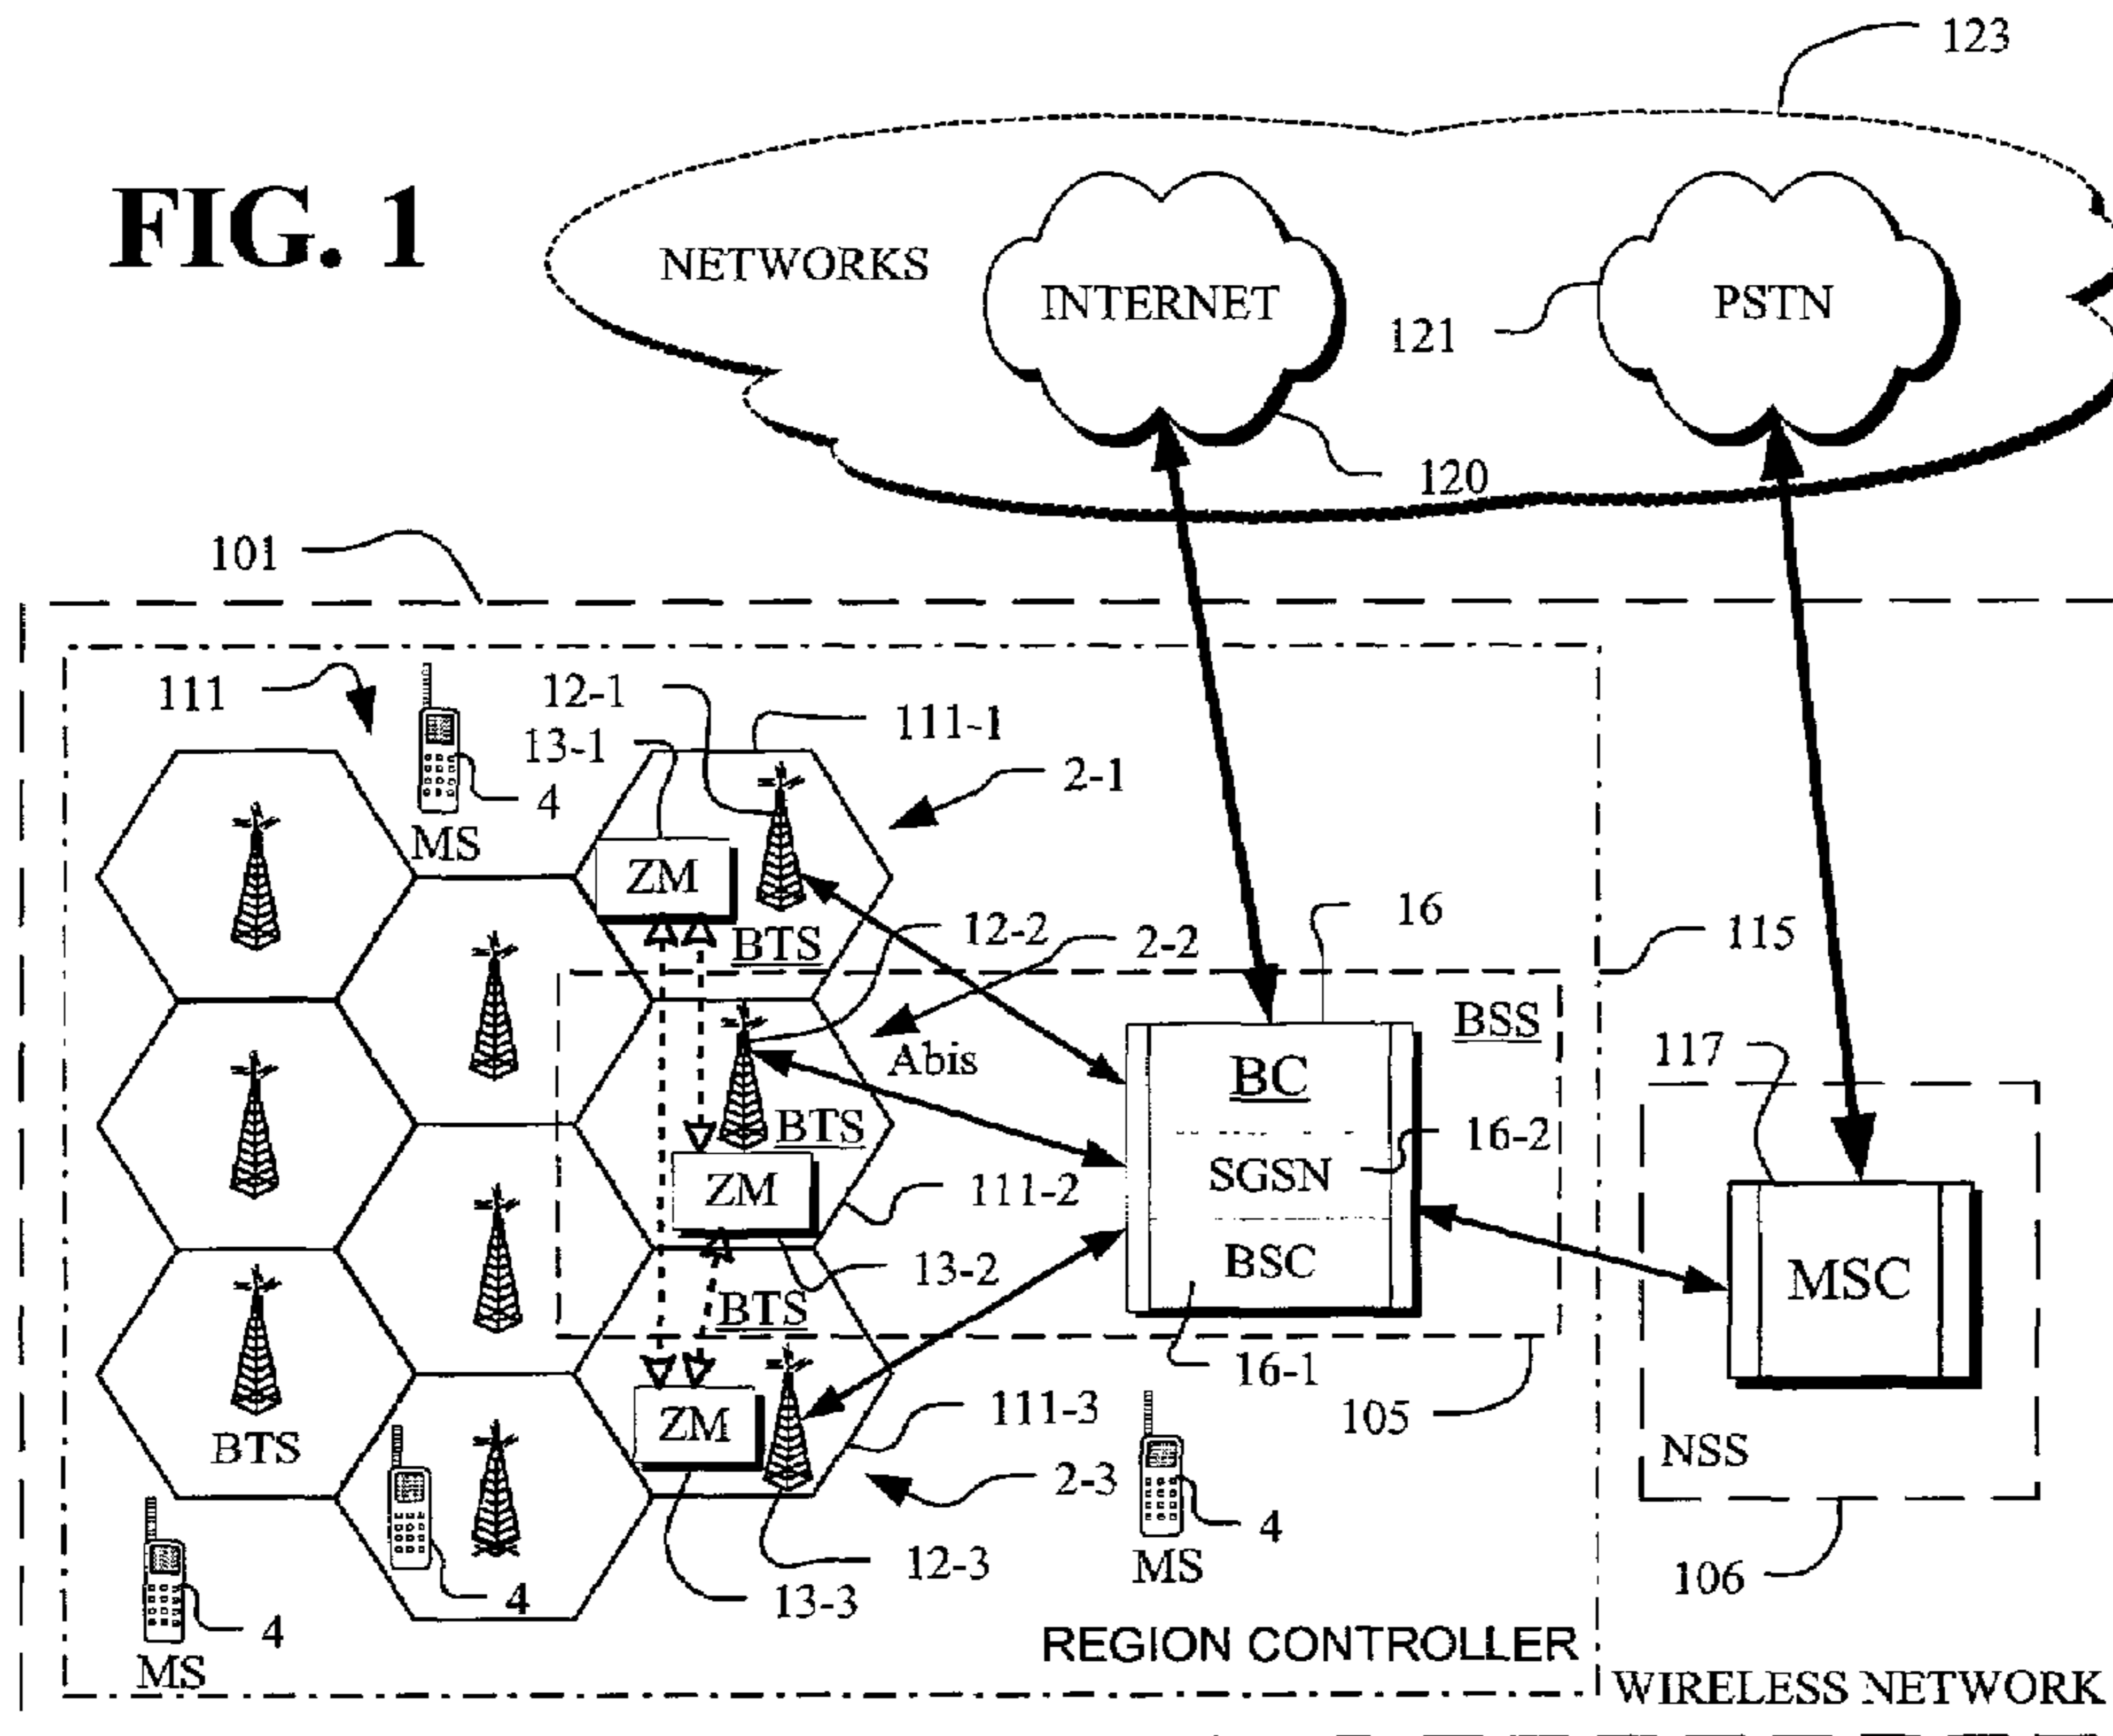 123
FIG. 1
NETWORKS
INTERNET
121
PSTN
120
101
111
12-1
13-1
111-1
2-1
4
MS
ZM
BTS
12-2
2-2
16
115
Abis
BSS
BC
117
BTS
16-2
SGSN
ZM
111-2
BSC
MSC
13-2
BTS
16-1
105
ZM
111-3
BTS
NSS
2-3
4
MS
106
12-3
13-3
4
4
MS
REGION CONTROLLER
WIRELESS NETWORK